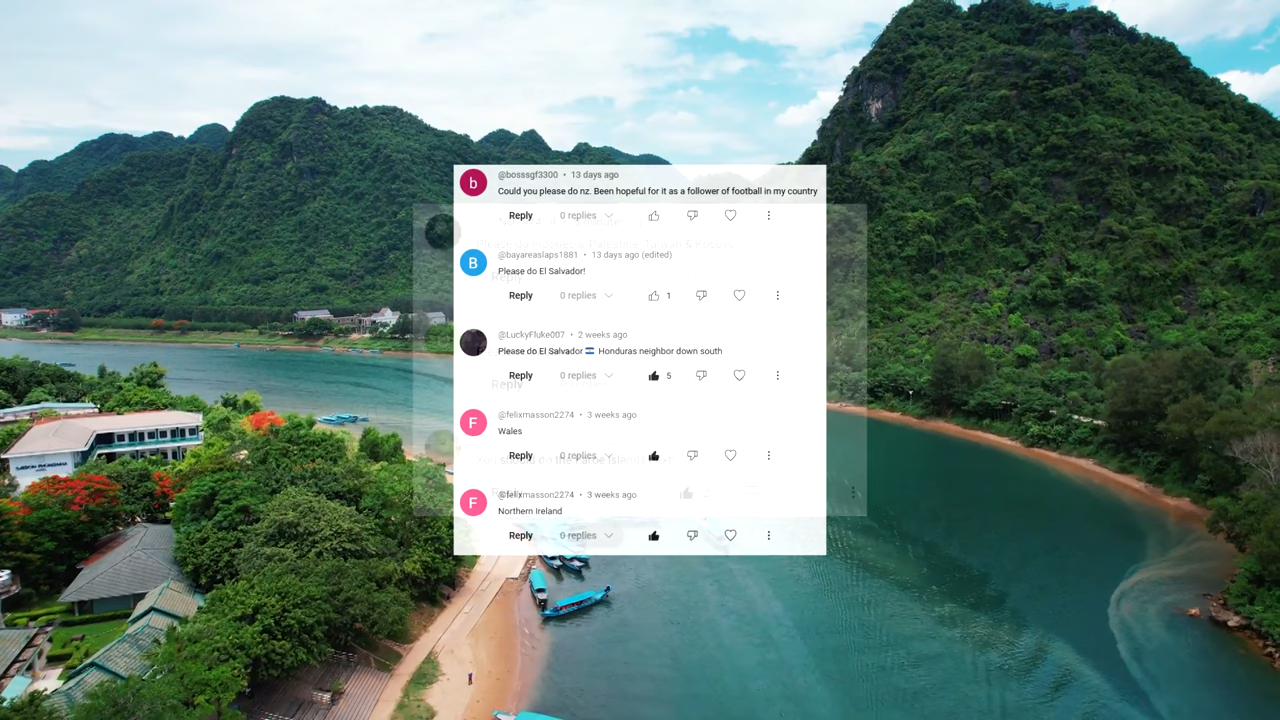 @bosssgf3300 • 13 days ago
Could you please do nz. Been hopeful for it as a follower of football in my country
Reply 0 replies
@bayareaslaps1881 • 13 days ago (edited)
Please do El Salvador!
Reply 0 replies 1
@LuckyFluke007 • 2 weeks ago
Please do El Salvador 🇸🇻 Honduras neighbor down south
Reply 0 replies 5
@felixmasson2274 • 3 weeks ago
Wales
Reply 0 replies
@felixmasson2274 • 3 weeks ago
Northern Ireland
Reply 0 replies